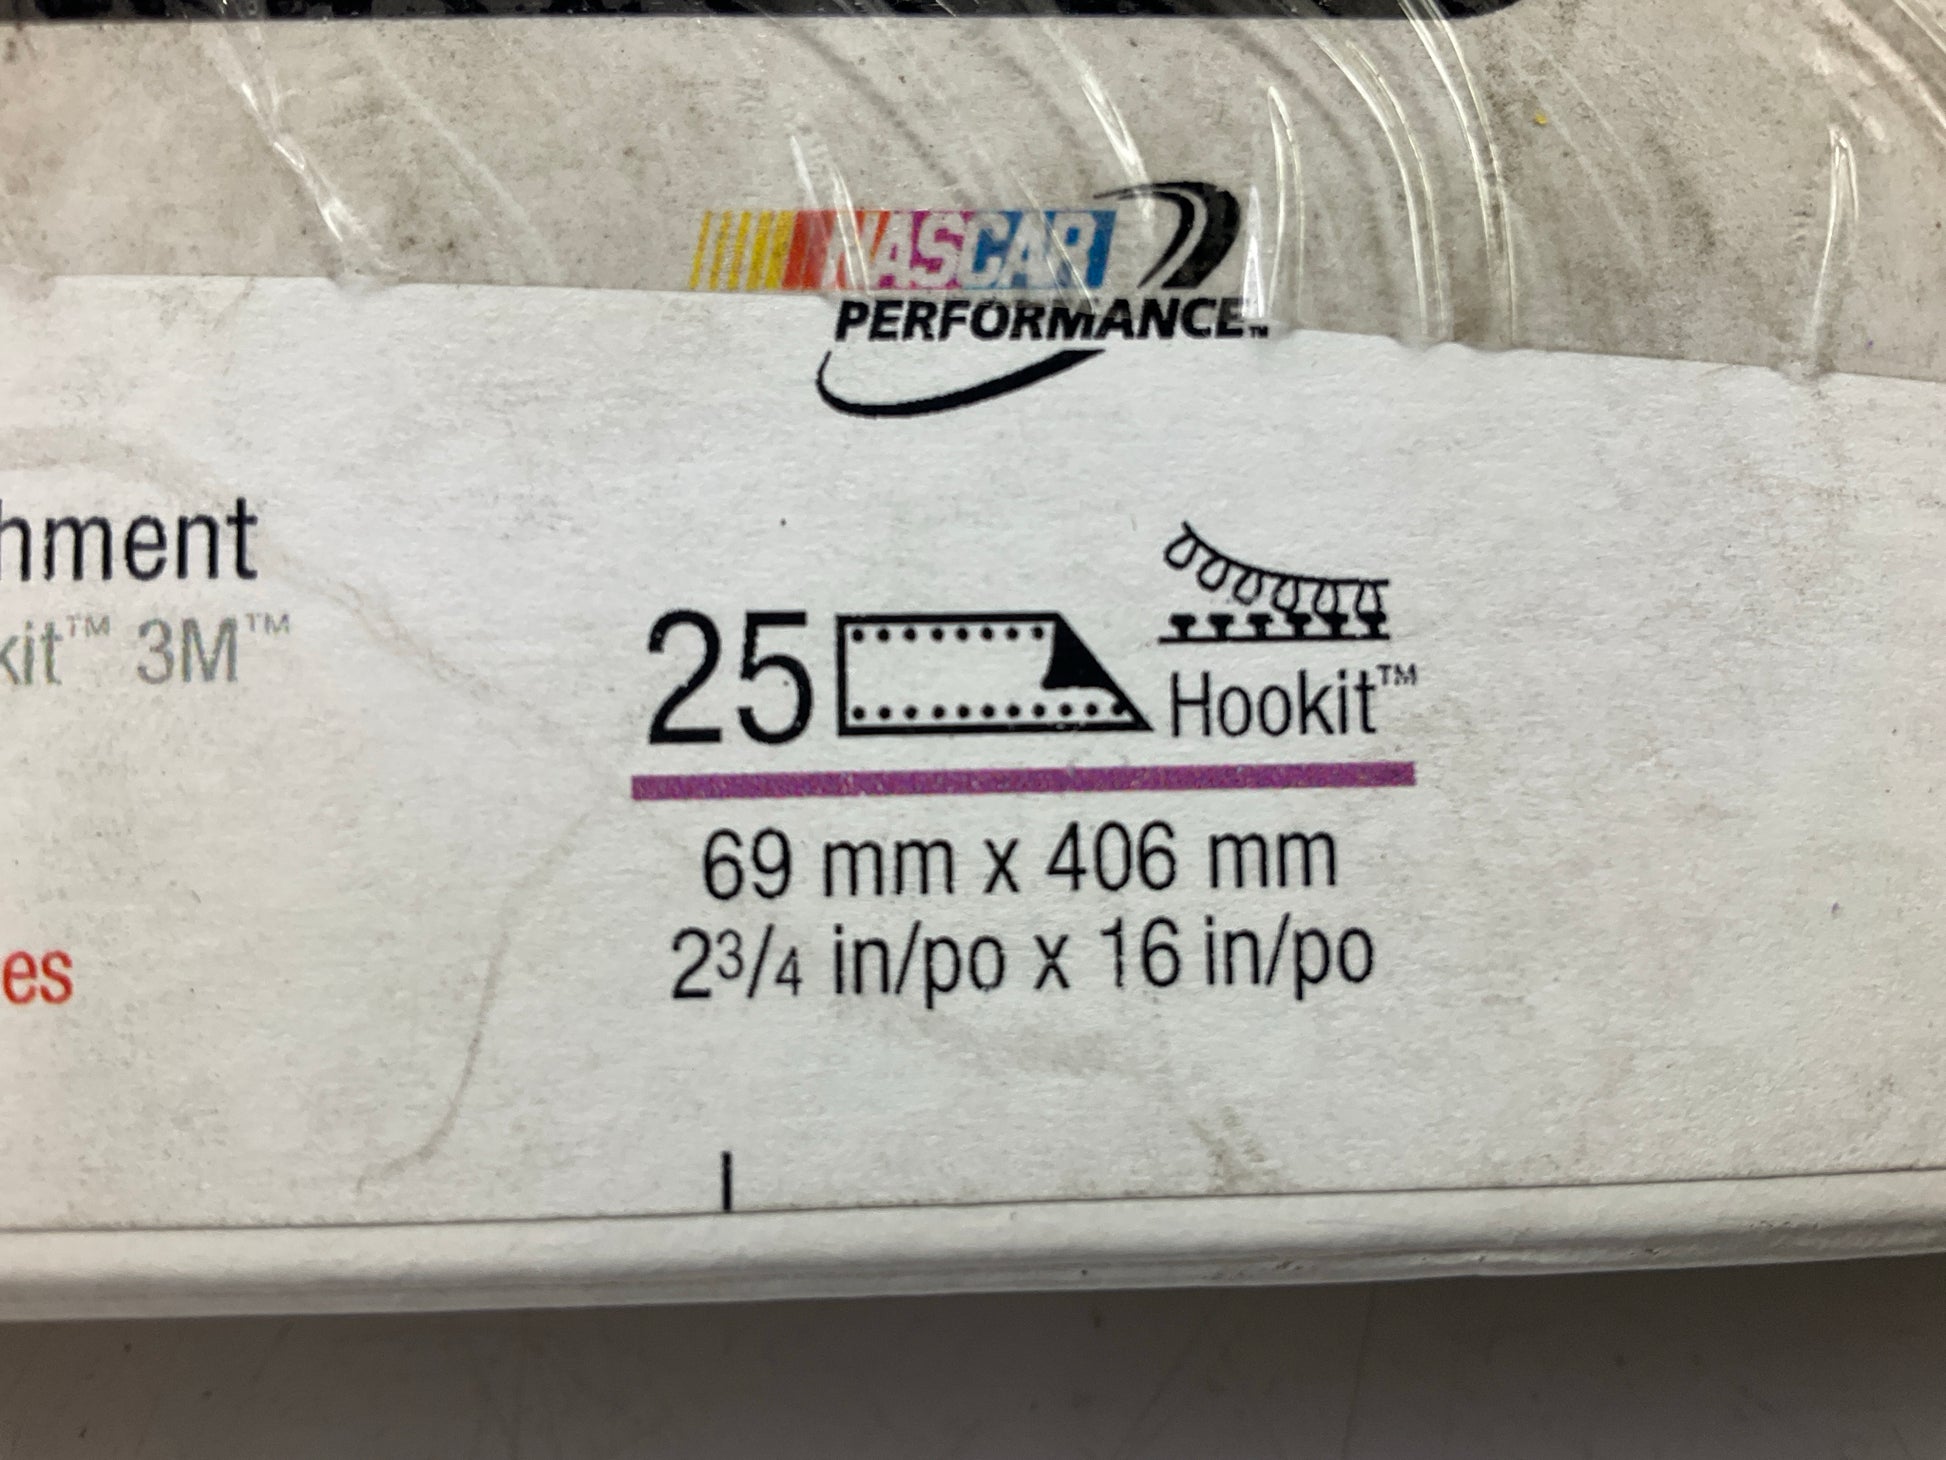 NASCAR
PERFORMANCE™
hment
kit™ 3M™
es
25
Hookit™
69 mm x 406 mm
2 3/4 in/po x 16 in/po